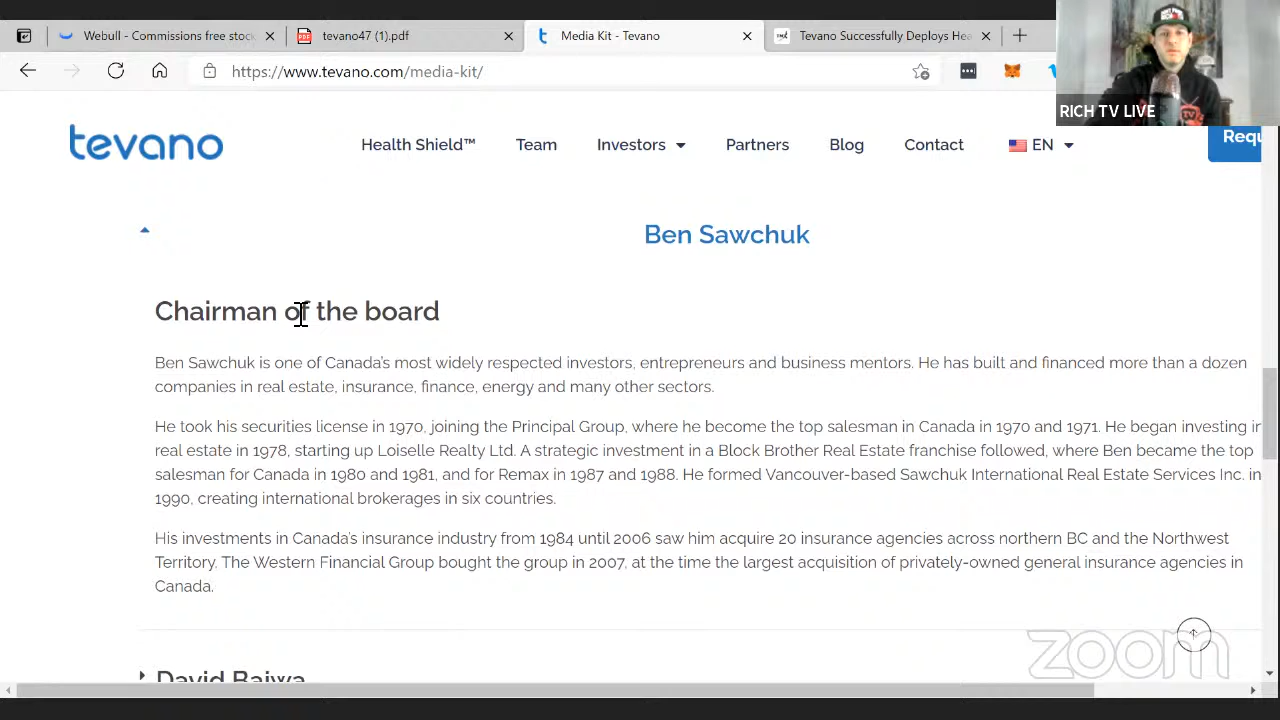 Webull - Commissions free stock
tevano47 (1).pdf
Media Kit - Tevano
Tevano Successfully Deploys Hea
https://www.tevano.com/media-kit/
RICH TV LIVE
tevano
Health Shield™
Team
Investors
Partners
Blog
Contact
EN
Requ
Ben Sawchuk
Chairman of the board
Ben Sawchuk is one of Canada's most widely respected investors, entrepreneurs and business mentors. He has built and financed more than a dozen
companies in real estate, insurance, finance, energy and many other sectors.
He took his securities license in 1970, joining the Principal Group, where he become the top salesman in Canada in 1970 and 1971. He began investing in
real estate in 1978, starting up Loiselle Realty Ltd. A strategic investment in a Block Brother Real Estate franchise followed, where Ben became the top
salesman for Canada in 1980 and 1981, and for Remax in 1987 and 1988. He formed Vancouver-based Sawchuk International Real Estate Services Inc. in
1990, creating international brokerages in six countries.
His investments in Canada's insurance industry from 1984 until 2006 saw him acquire 20 insurance agencies across northern BC and the Northwest
Territory. The Western Financial Group bought the group in 2007, at the time the largest acquisition of privately-owned general insurance agencies in
Canada.
David Bajwa
zoom